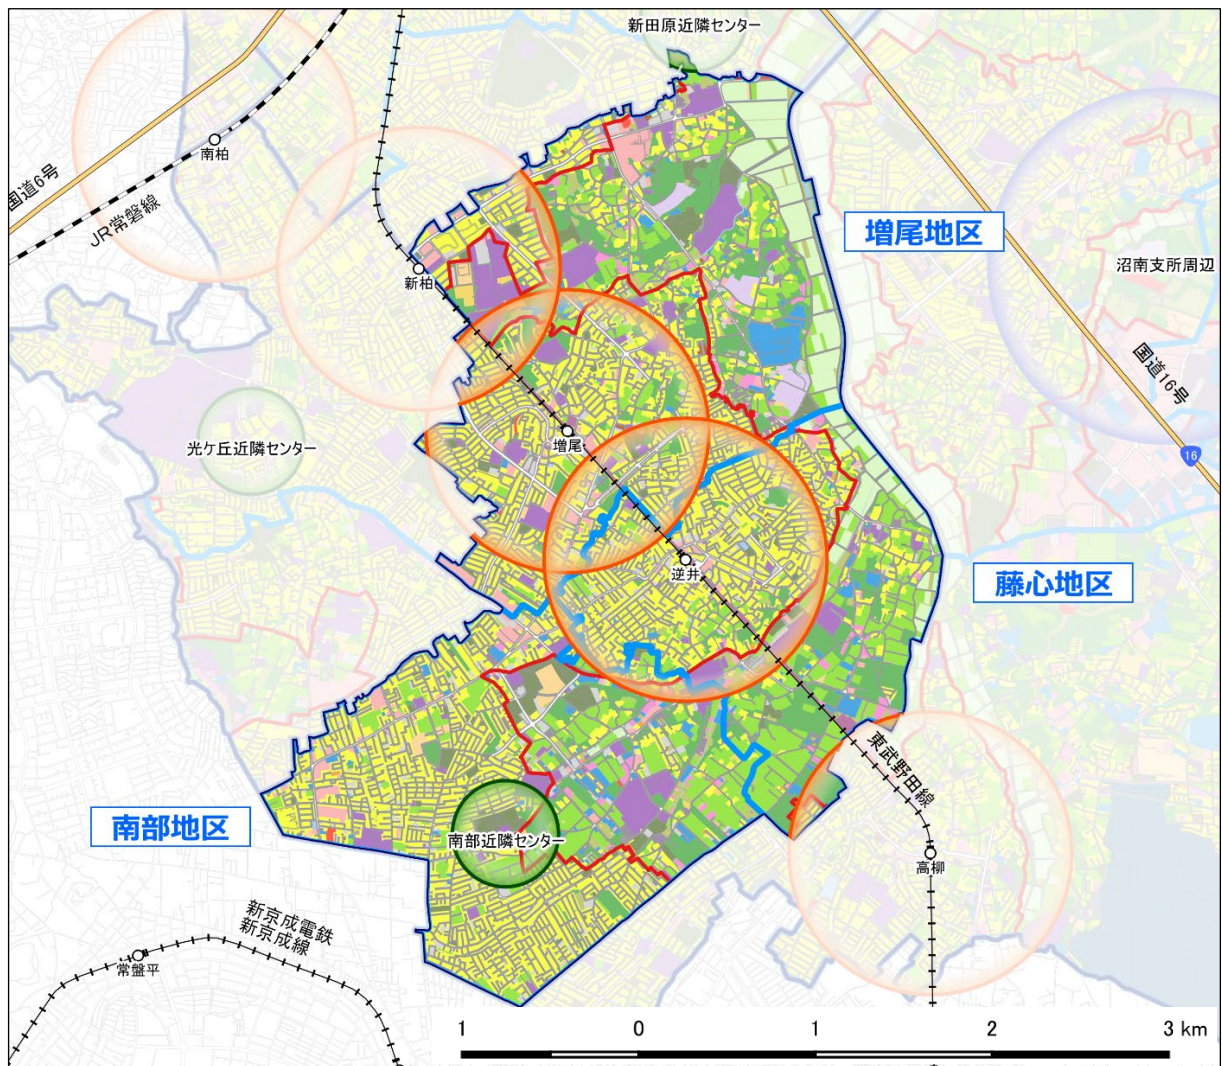 新田原近隣センター
国道6号
南柏
JR常磐線
増尾地区
新柏
沼南支所周辺
国道16号
16
光ケ丘近隣センター
増尾
逆井
藤心地区
東武野田線
南部地区
南部近隣センター
高柳
新京成電鉄
新京成線
常盤平
1 0 1 2 3 km